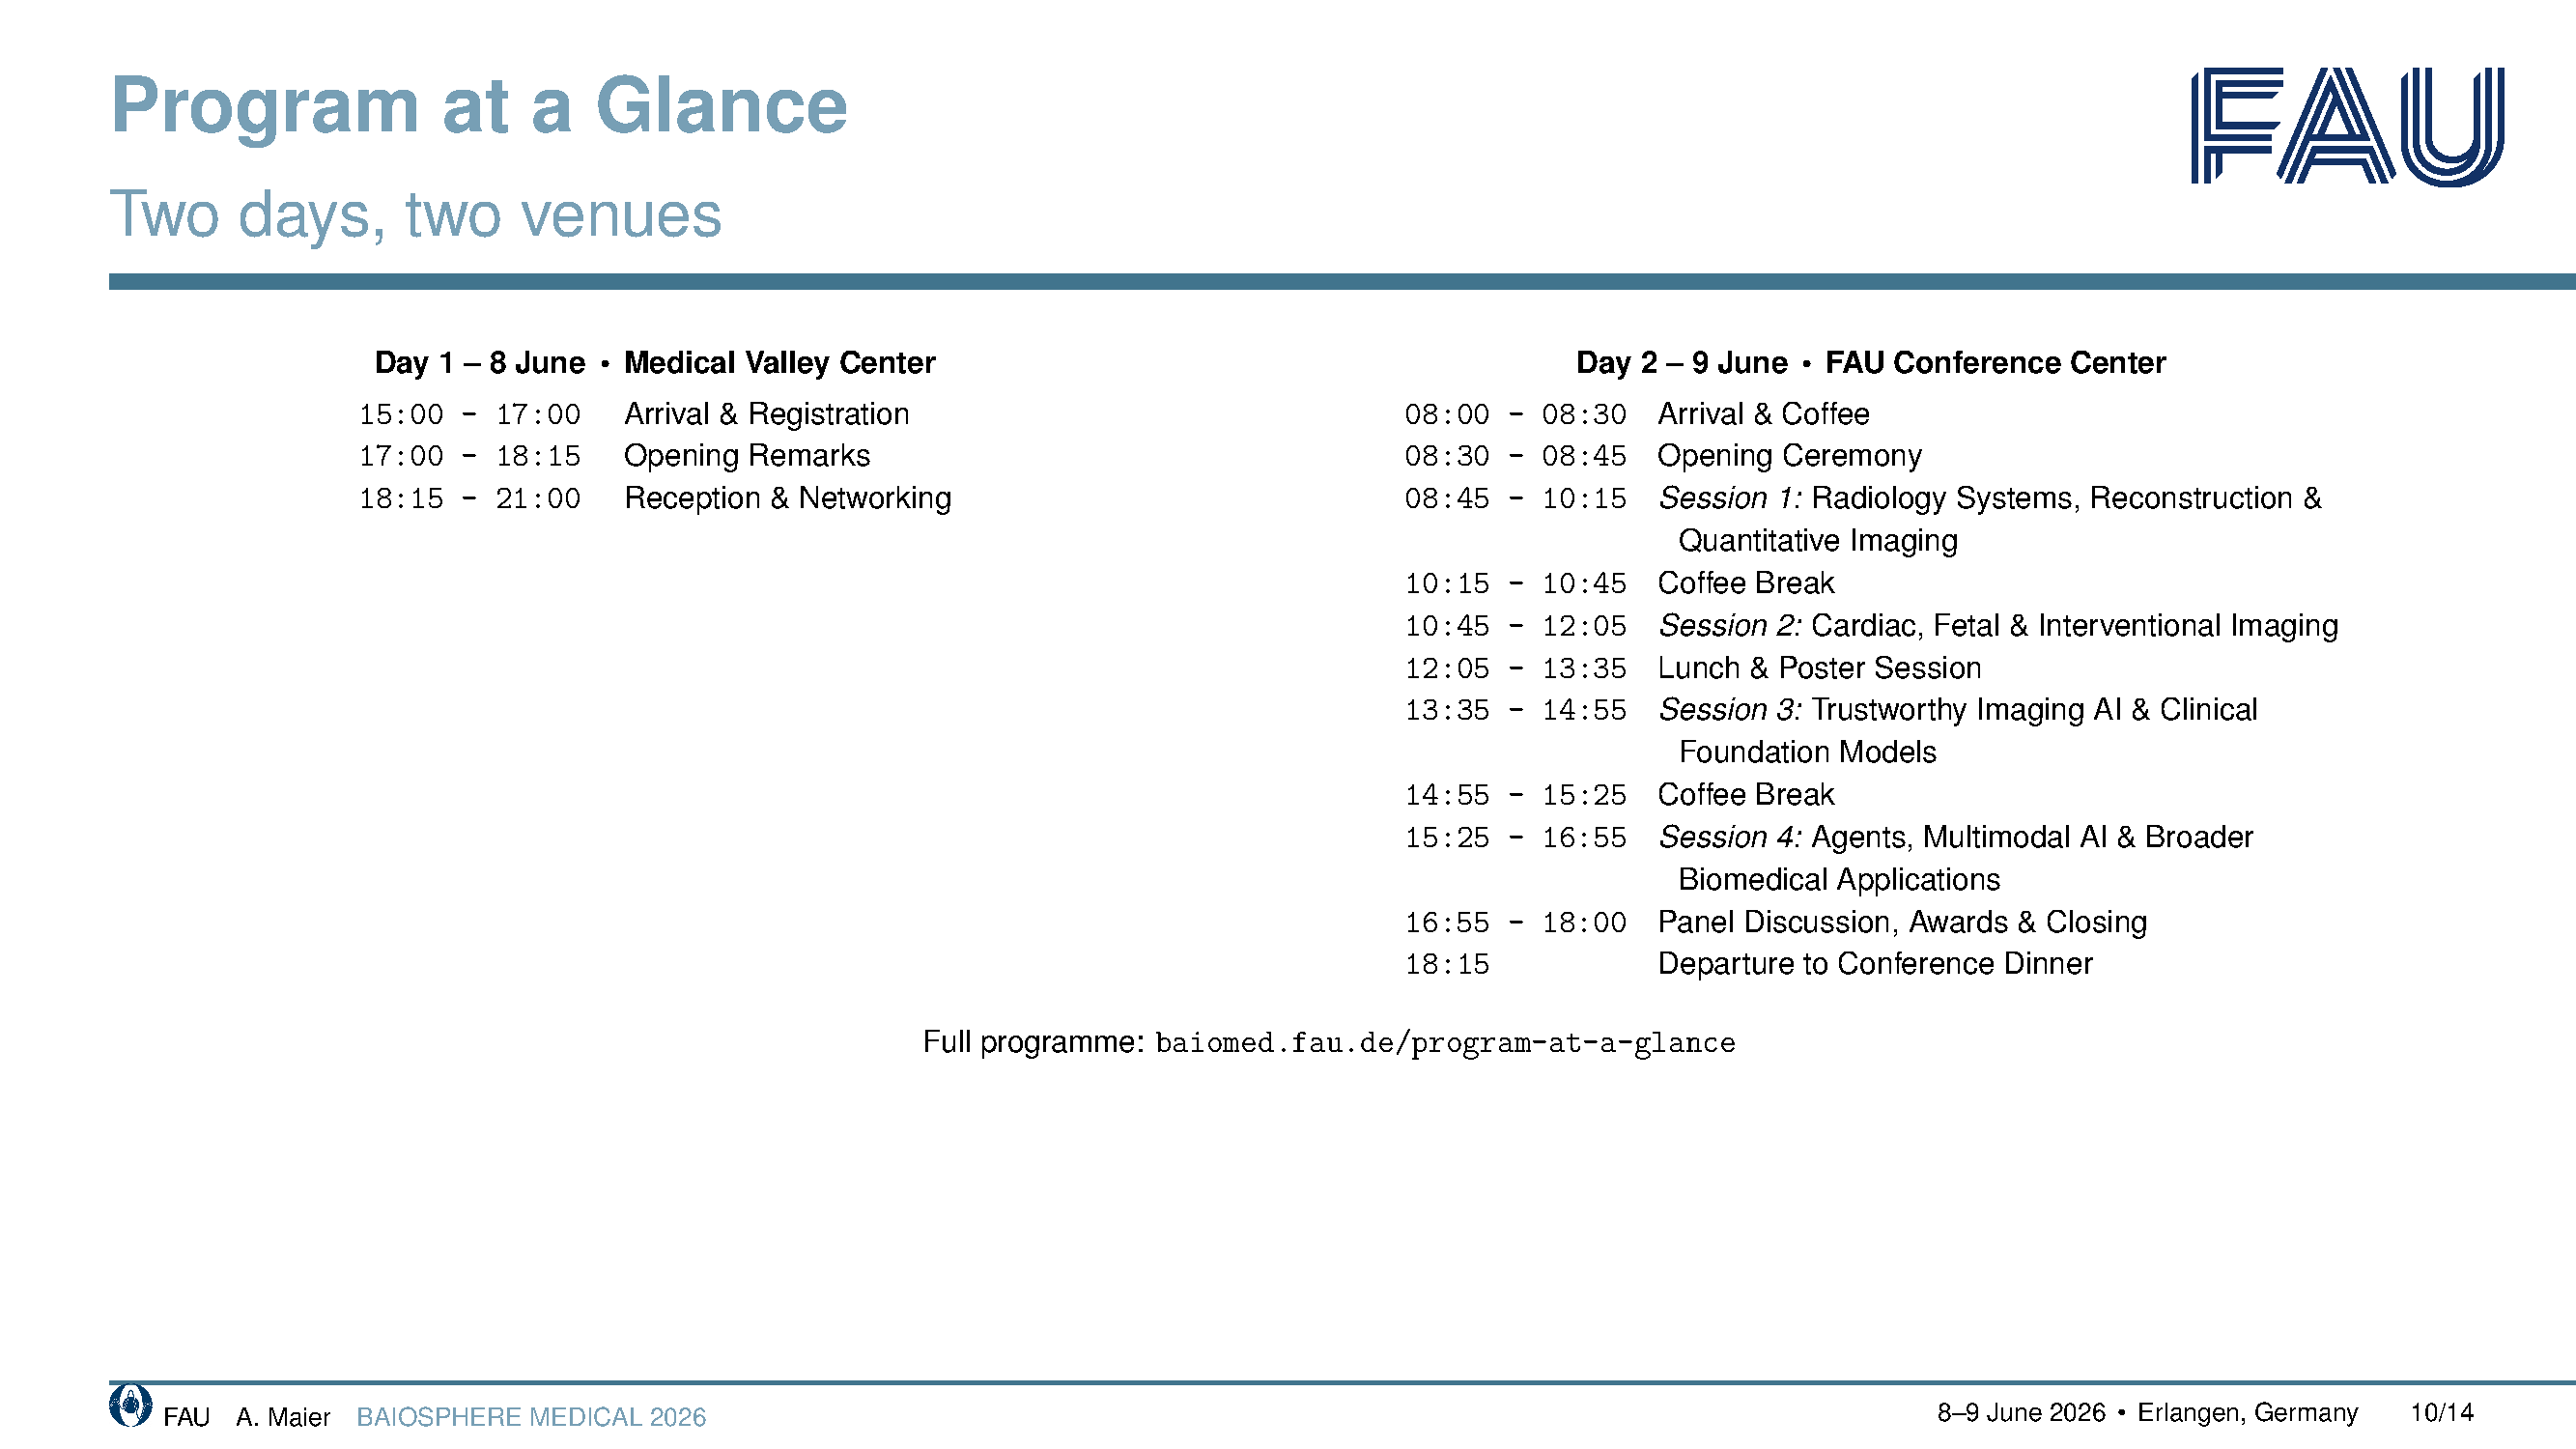 Program at a Glance
Two days, two venues
FAU
Day 1 – 8 June • Medical Valley Center
15:00 - 17:00 Arrival & Registration
17:00 - 18:15 Opening Remarks
18:15 - 21:00 Reception & Networking
Day 2 – 9 June • FAU Conference Center
08:00 - 08:30 Arrival & Coffee
08:30 - 08:45 Opening Ceremony
08:45 - 10:15 Session 1: Radiology Systems, Reconstruction &
Quantitative Imaging
10:15 - 10:45 Coffee Break
10:45 - 12:05 Session 2: Cardiac, Fetal & Interventional Imaging
12:05 - 13:35 Lunch & Poster Session
13:35 - 14:55 Session 3: Trustworthy Imaging AI & Clinical
Foundation Models
14:55 - 15:25 Coffee Break
15:25 - 16:55 Session 4: Agents, Multimodal AI & Broader
Biomedical Applications
16:55 - 18:00 Panel Discussion, Awards & Closing
18:15 Departure to Conference Dinner
Full programme: baiomed.fau.de/program-at-a-glance
FAU A. Maier BAIOSPHERE MEDICAL 2026
8–9 June 2026 • Erlangen, Germany 10/14